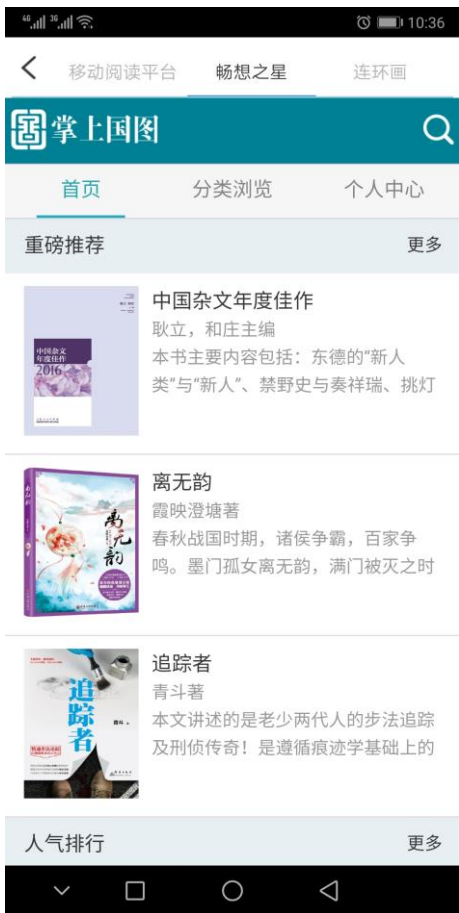 4G 3G 10:36
移动阅读平台 畅想之星 连环画
掌上国图
首页 分类浏览 个人中心
重磅推荐 更多
中国杂文年度佳作
耿立，和庄主编
本书主要内容包括：东德的“新人
类”与“新人”、禁野史与奏祥瑞、挑灯
中国杂文
年度佳作
2016
离无韵
霞映澄塘著
春秋战国时期，诸侯争霸，百家争
鸣。墨门孤女离无韵，满门被灭之时
离无韵
追踪者
青斗著
本文讲述的是老少两代人的步法追踪
及刑侦传奇！是遵循痕迹学基础上的
追踪者
人气排行 更多